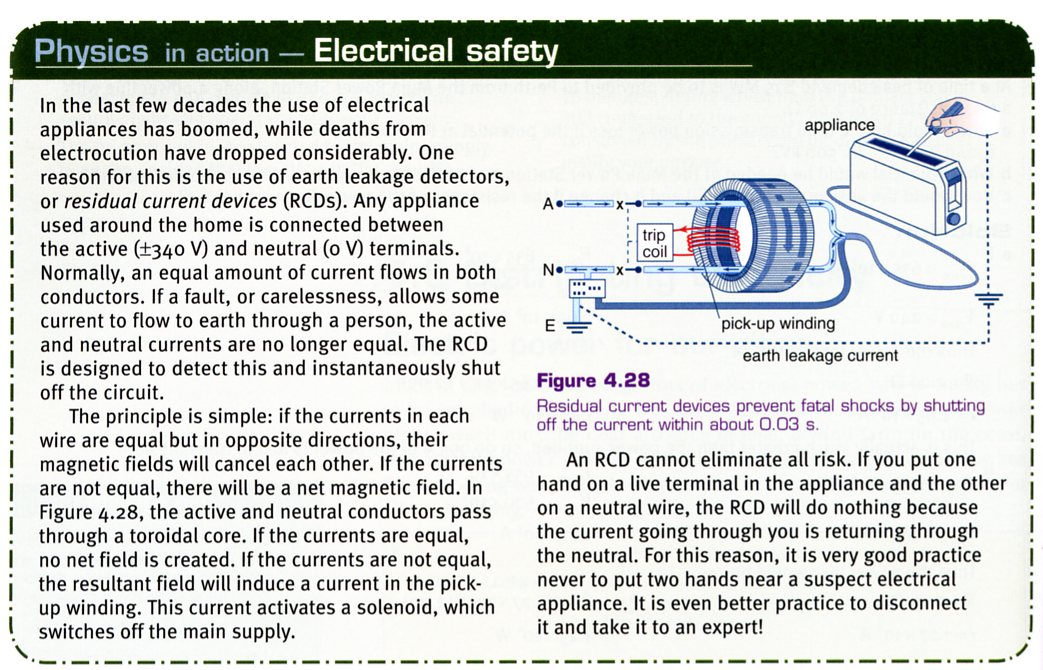 Physics in action — Electrical safety
In the last few decades the use of electrical
appliances has boomed, while deaths from
electrocution have dropped considerably. One
reason for this is the use of earth leakage detectors,
or residual current devices (RCDs). Any appliance
used around the home is connected between
the active (±340 V) and neutral (0 V) terminals.
Normally, an equal amount of current flows in both
conductors. If a fault, or carelessness, allows some
current to flow to earth through a person, the active
and neutral currents are no longer equal. The RCD
is designed to detect this and instantaneously shut
off the circuit.
The principle is simple: if the currents in each
wire are equal but in opposite directions, their
magnetic fields will cancel each other. If the currents
are not equal, there will be a net magnetic field. In
Figure 4.28, the active and neutral conductors pass
through a toroidal core. If the currents are equal,
no net field is created. If the currents are not equal,
the resultant field will induce a current in the pick-
up winding. This current activates a solenoid, which
switches off the main supply.
appliance
A
x
trip
coil
N
x
E
pick-up winding
earth leakage current
Figure 4.28
Residual current devices prevent fatal shocks by shutting
off the current within about 0.03 s.
An RCD cannot eliminate all risk. If you put one
hand on a live terminal in the appliance and the other
on a neutral wire, the RCD will do nothing because
the current going through you is returning through
the neutral. For this reason, it is very good practice
never to put two hands near a suspect electrical
appliance. It is even better practice to disconnect
it and take it to an expert!